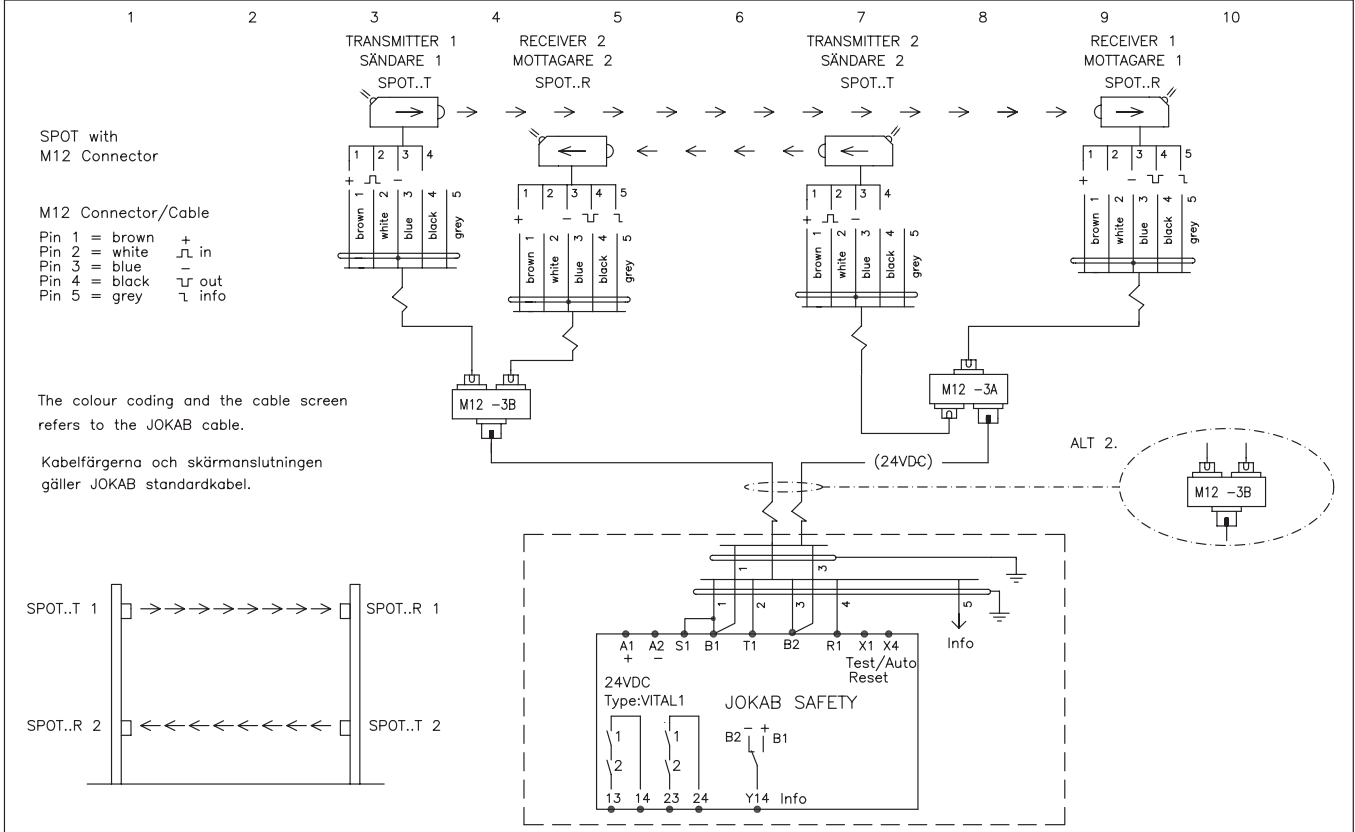 1 2 3 4 5 6 7 8 9 10
TRANSMITTER 1
SÄNDARE 1
SPOT..T
RECEIVER 2
MOTTAGARE 2
SPOT..R
TRANSMITTER 2
SÄNDARE 2
SPOT..T
RECEIVER 1
MOTTAGARE 1
SPOT..R
SPOT with
M12 Connector
M12 Connector/Cable
Pin 1 = brown +
Pin 2 = white in
Pin 3 = blue –
Pin 4 = black out
Pin 5 = grey info
1 2 3 4
+ –
1 2 3 4 5
brown white blue black grey
1 2 3 4 5
+ –
1 2 3 4 5
brown white blue black grey
1 2 3 4
+ –
1 2 3 4 5
brown white blue black grey
1 2 3 4 5
+ –
1 2 3 4 5
brown white blue black grey
M12 -3B
M12 -3A
The colour coding and the cable screen
refers to the JOKAB cable.
Kabelfärgerna och skärmanslutningen
gäller JOKAB standardkabel.
(24VDC)
ALT 2.
M12 -3B
1 3
1 2 3 4 5
Info
A1 A2 S1 B1 T1 B2 R1 X1 X4
+ –
Test/Auto
Reset
24VDC
Type:VITAL1
JOKAB SAFETY
B2 – + B1
1 1
2 2
13 14 23 24 Y14 Info
SPOT..T 1
SPOT..R 1
SPOT..R 2
SPOT..T 2